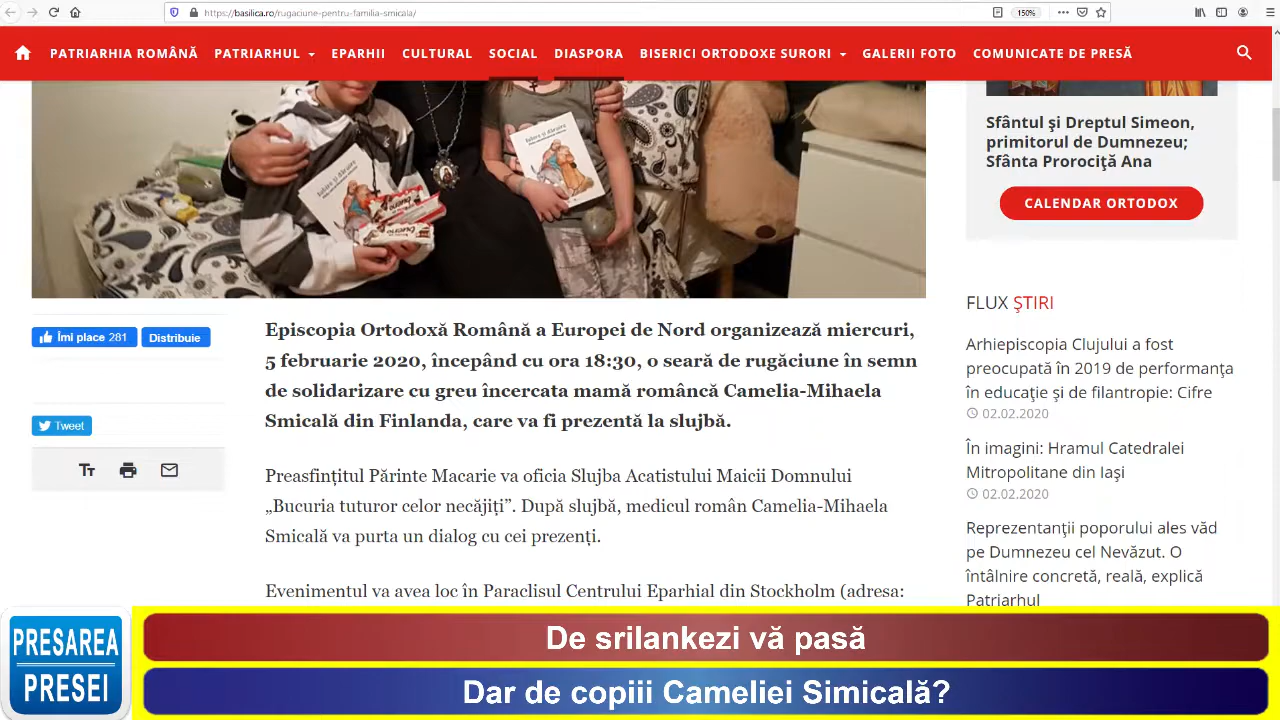 https://basilica.ro/rugaciune-pentru-familia-smicala/
150%
PATRIARHIA ROMÂNĂ PATRIARHUL EPARHII CULTURAL SOCIAL DIASPORA BISERICI ORTODOXE SURORI GALERII FOTO COMUNICATE DE PRESĂ
Iubire și dăruire
bueno
Sfântul şi Dreptul Simeon,
primitorul de Dumnezeu;
Sfânta Prorociţă Ana
CALENDAR ORTODOX
Îmi place 281 Distribuie
Tweet
Tт
Episcopia Ortodoxă Română a Europei de Nord organizează miercuri,
5 februarie 2020, începând cu ora 18:30, o seară de rugăciune în semn
de solidarizare cu greu încercata mamă româncă Camelia-Mihaela
Smicală din Finlanda, care va fi prezentă la slujbă.
Preasfințitul Părinte Macarie va oficia Slujba Acatistului Maicii Domnului
„Bucuria tuturor celor necăjiți”. După slujbă, medicul român Camelia-Mihaela
Smicală va purta un dialog cu cei prezenți.
Evenimentul va avea loc în Paraclisul Centrului Eparhial din Stockholm (adresa:
FLUX ŞTIRI
Arhiepiscopia Clujului a fost
preocupată în 2019 de performanţa
în educaţie şi de filantropie: Cifre
02.02.2020
În imagini: Hramul Catedralei
Mitropolitane din Iaşi
02.02.2020
Reprezentanţii poporului ales văd
pe Dumnezeu cel Nevăzut. O
întâlnire concretă, reală, explică
Patriarhul
PRESAREA
PRESEI
De srilankezi vă pasă
Dar de copiii Cameliei Simicală?